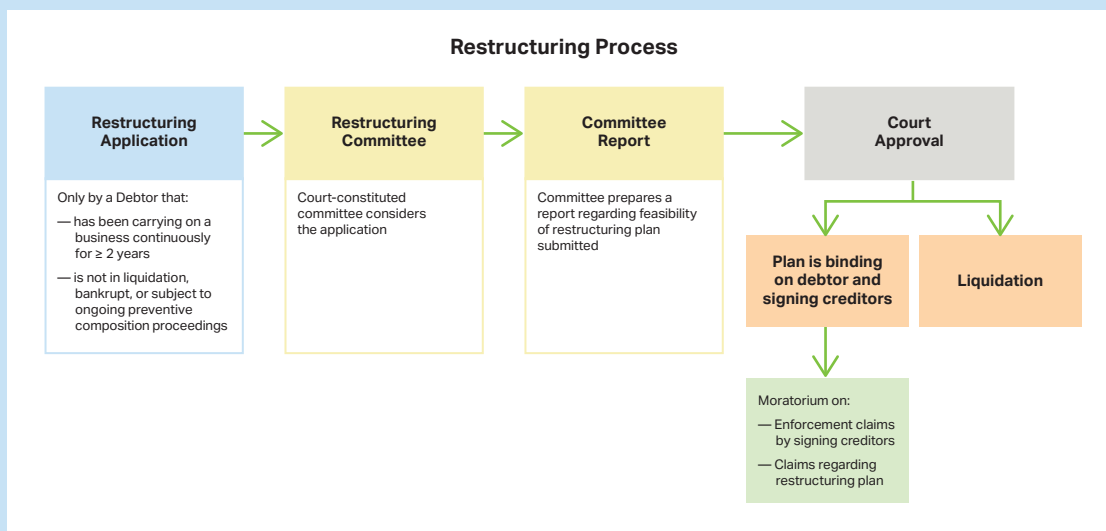 Restructuring Process
Restructuring
Application
Only by a Debtor that:
— has been carrying on a
business continuously
for ≥ 2 years
— is not in liquidation,
bankrupt, or subject to
ongoing preventive
composition proceedings
Restructuring
Committee
Court-constituted
committee considers
the application
Committee
Report
Committee prepares a
report regarding feasibility
of restructuring plan
submitted
Court
Approval
Plan is binding
on debtor and
signing creditors
Liquidation
Moratorium on:
— Enforcement claims
by signing creditors
— Claims regarding
restructuring plan